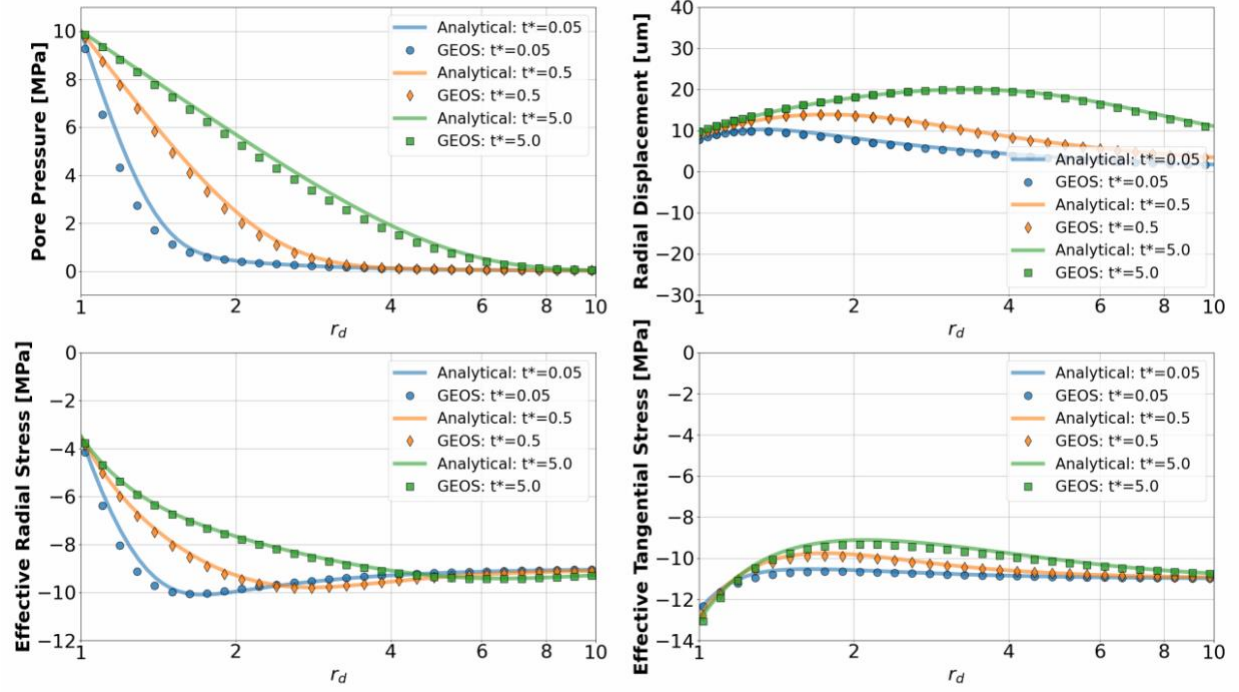 Pore Pressure [MPa]
10
8
6
4
2
0
Analytical: t*=0.05
GEOS: t*=0.05
Analytical: t*=0.5
GEOS: t*=0.5
Analytical: t*=5.0
GEOS: t*=5.0
1 2 4 6 8 10
r_d
Radial Displacement [um]
40
30
20
10
0
−10
−20
−30
Analytical: t*=0.05
GEOS: t*=0.05
Analytical: t*=0.5
GEOS: t*=0.5
Analytical: t*=5.0
GEOS: t*=5.0
1 2 4 6 8 10
r_d
Effective Radial Stress [MPa]
0
−2
−4
−6
−8
−10
−12
Analytical: t*=0.05
GEOS: t*=0.05
Analytical: t*=0.5
GEOS: t*=0.5
Analytical: t*=5.0
GEOS: t*=5.0
1 2 4 6 8 10
r_d
Effective Tangential Stress [MPa]
0
−2
−4
−6
−8
−10
−12
−14
Analytical: t*=0.05
GEOS: t*=0.05
Analytical: t*=0.5
GEOS: t*=0.5
Analytical: t*=5.0
GEOS: t*=5.0
1 2 4 6 8 10
r_d